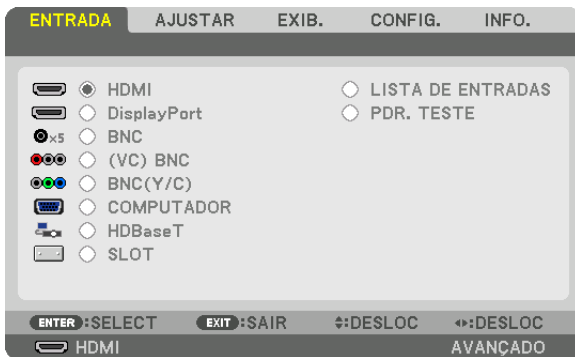 ENTRADA AJUSTAR EXIB. CONFIG. INFO.
HDMI LISTA DE ENTRADAS
DisplayPort PDR. TESTE
×5 BNC
(VC) BNC
BNC(Y/C)
COMPUTADOR
HDBaseT
SLOT
ENTER :SELECT EXIT :SAIR :DESLOC :DESLOC
HDMI AVANÇADO